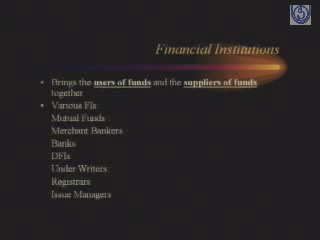 Financial Institutions
• Brings the users of funds and the suppliers of funds
together
• Various FIs
Mutual Funds
Merchant Bankers
Banks
DFIs
Under Writers
Registrars
Issue Managers